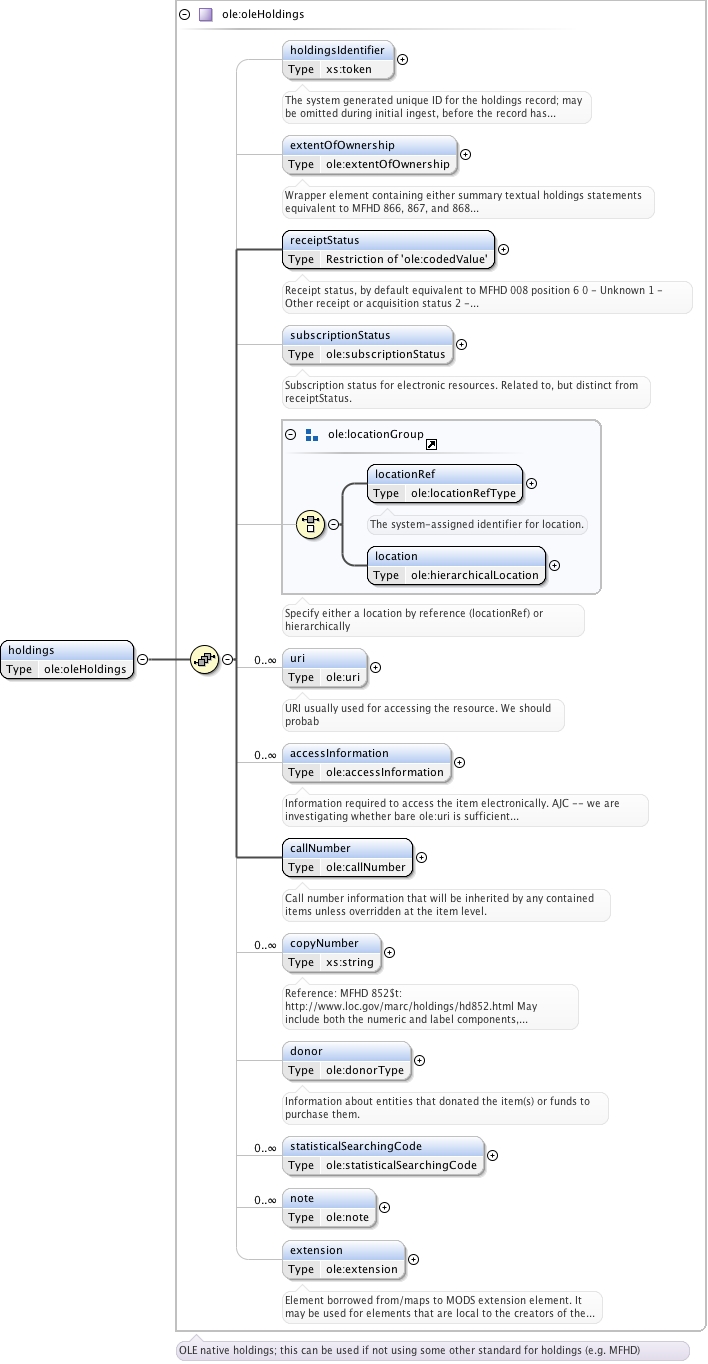 ole:oleHoldings
holdingsIdentifier
Type xs:token
The system generated unique ID for the holdings record; may
be omitted during initial ingest, before the record has...
extentOfOwnership
Type ole:extentOfOwnership
Wrapper element containing either summary textual holdings statements
equivalent to MFHD 866, 867, and 868...
receiptStatus
Type Restriction of 'ole:codedValue'
Receipt status, by default equivalent to MFHD 008 position 6 0 - Unknown 1 -
Other receipt or acquisition status 2 -...
subscriptionStatus
Type ole:subscriptionStatus
Subscription status for electronic resources. Related to, but distinct from
receiptStatus.
ole:locationGroup
locationRef
Type ole:locationRefType
The system-assigned identifier for location.
location
Type ole:hierarchicalLocation
Specify either a location by reference (locationRef) or
hierarchically
holdings
Type ole:oleHoldings
0..∞
uri
Type ole:uri
URI usually used for accessing the resource. We should
probab
0..∞
accessInformation
Type ole:accessInformation
Information required to access the item electronically. AJC -- we are
investigating whether bare ole:uri is sufficient...
callNumber
Type ole:callNumber
Call number information that will be inherited by any contained
items unless overridden at the item level.
0..∞
copyNumber
Type xs:string
Reference: MFHD 852$t:
http://www.loc.gov/marc/holdings/hd852.html May
include both the numeric and label components,...
donor
Type ole:donorType
Information about entities that donated the item(s) or funds to
purchase them.
0..∞
statisticalSearchingCode
Type ole:statisticalSearchingCode
0..∞
note
Type ole:note
extension
Type ole:extension
Element borrowed from/maps to MODS extension element. It
may be used for elements that are local to the creators of the...
OLE native holdings; this can be used if not using some other standard for holdings (e.g. MFHD)